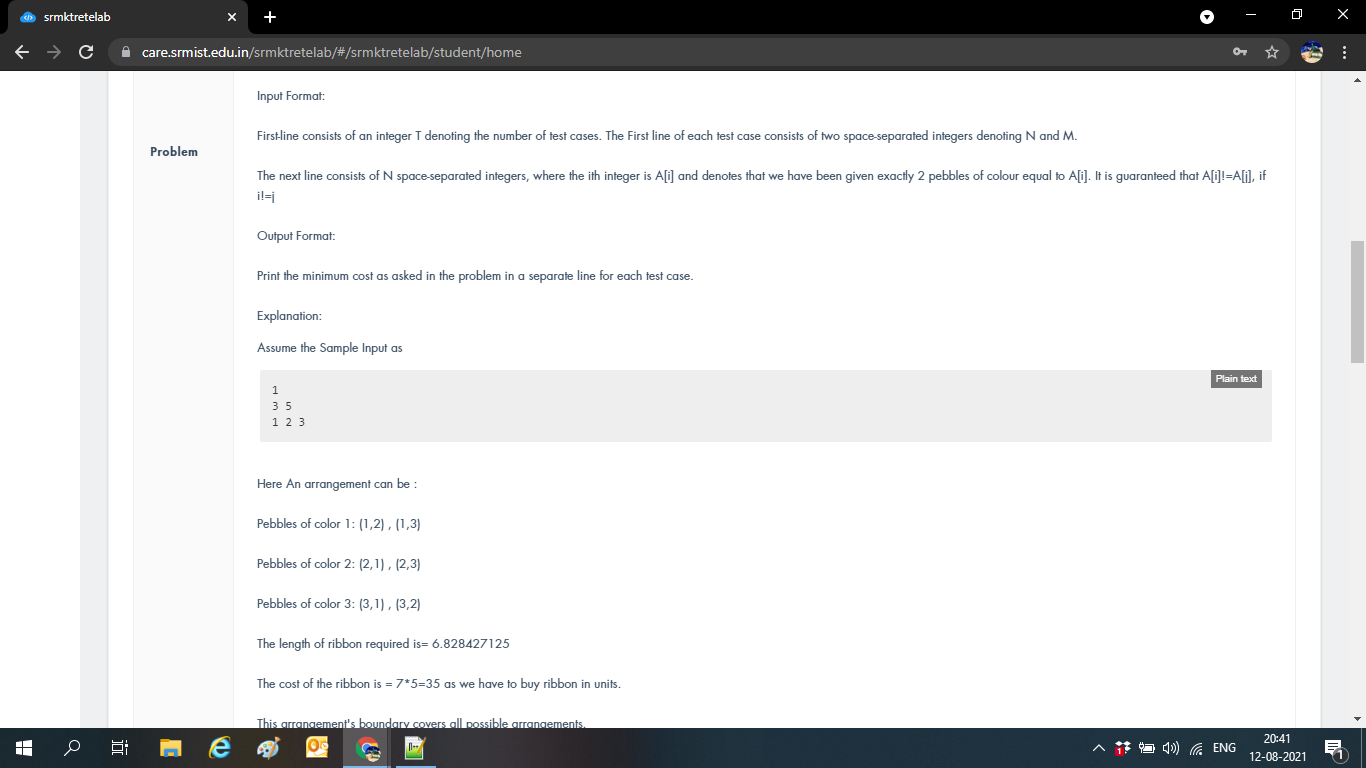 srmktretelab
care.srmist.edu.in/srmktretelab/#/srmktretelab/student/home
Input Format:
First-line consists of an integer T denoting the number of test cases. The First line of each test case consists of two space-separated integers denoting N and M.
Problem
The next line consists of N space-separated integers, where the ith integer is A[i] and denotes that we have been given exactly 2 pebbles of colour equal to A[i]. It is guaranteed that A[i]!=A[j], if
i!=j
Output Format:
Print the minimum cost as asked in the problem in a separate line for each test case.
Explanation:
Assume the Sample Input as
Plain text
1
3 5
1 2 3
Here An arrangement can be :
Pebbles of color 1: (1,2) , (1,3)
Pebbles of color 2: (2,1) , (2,3)
Pebbles of color 3: (3,1) , (3,2)
The length of ribbon required is= 6.828427125
The cost of the ribbon is = 7*5=35 as we have to buy ribbon in units.
This arrangement's boundary covers all possible arrangements.
ENG
20:41
12-08-2021